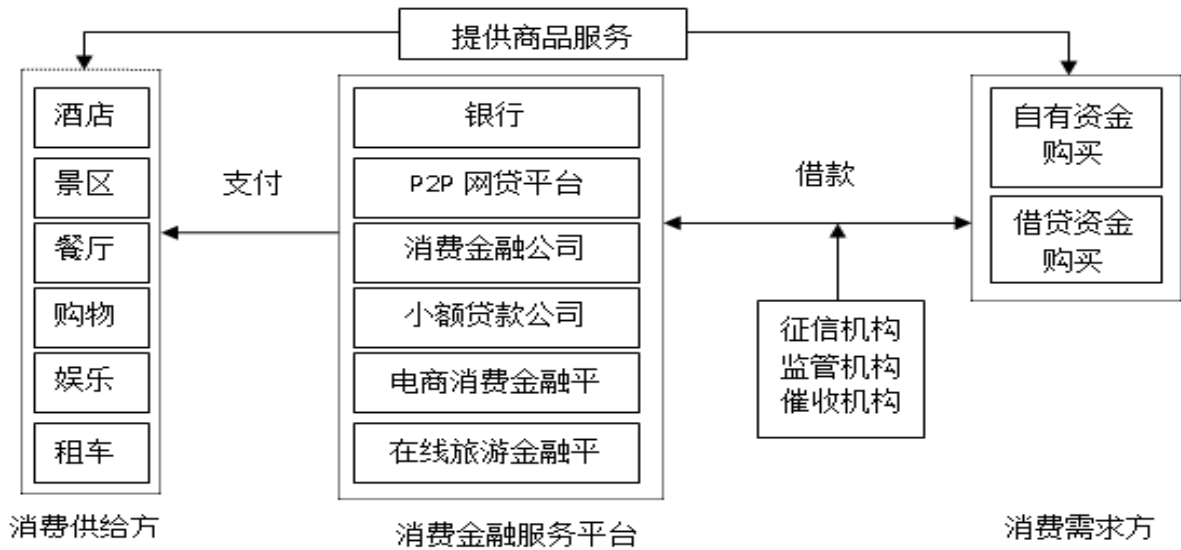 提供商品服务
酒店
景区
餐厅
购物
娱乐
租车
消费供给方
支付
银行
P2P 网贷平台
消费金融公司
小额贷款公司
电商消费金融平
在线旅游金融平
消费金融服务平台
借款
征信机构
监管机构
催收机构
自有资金
购买
借贷资金
购买
消费需求方